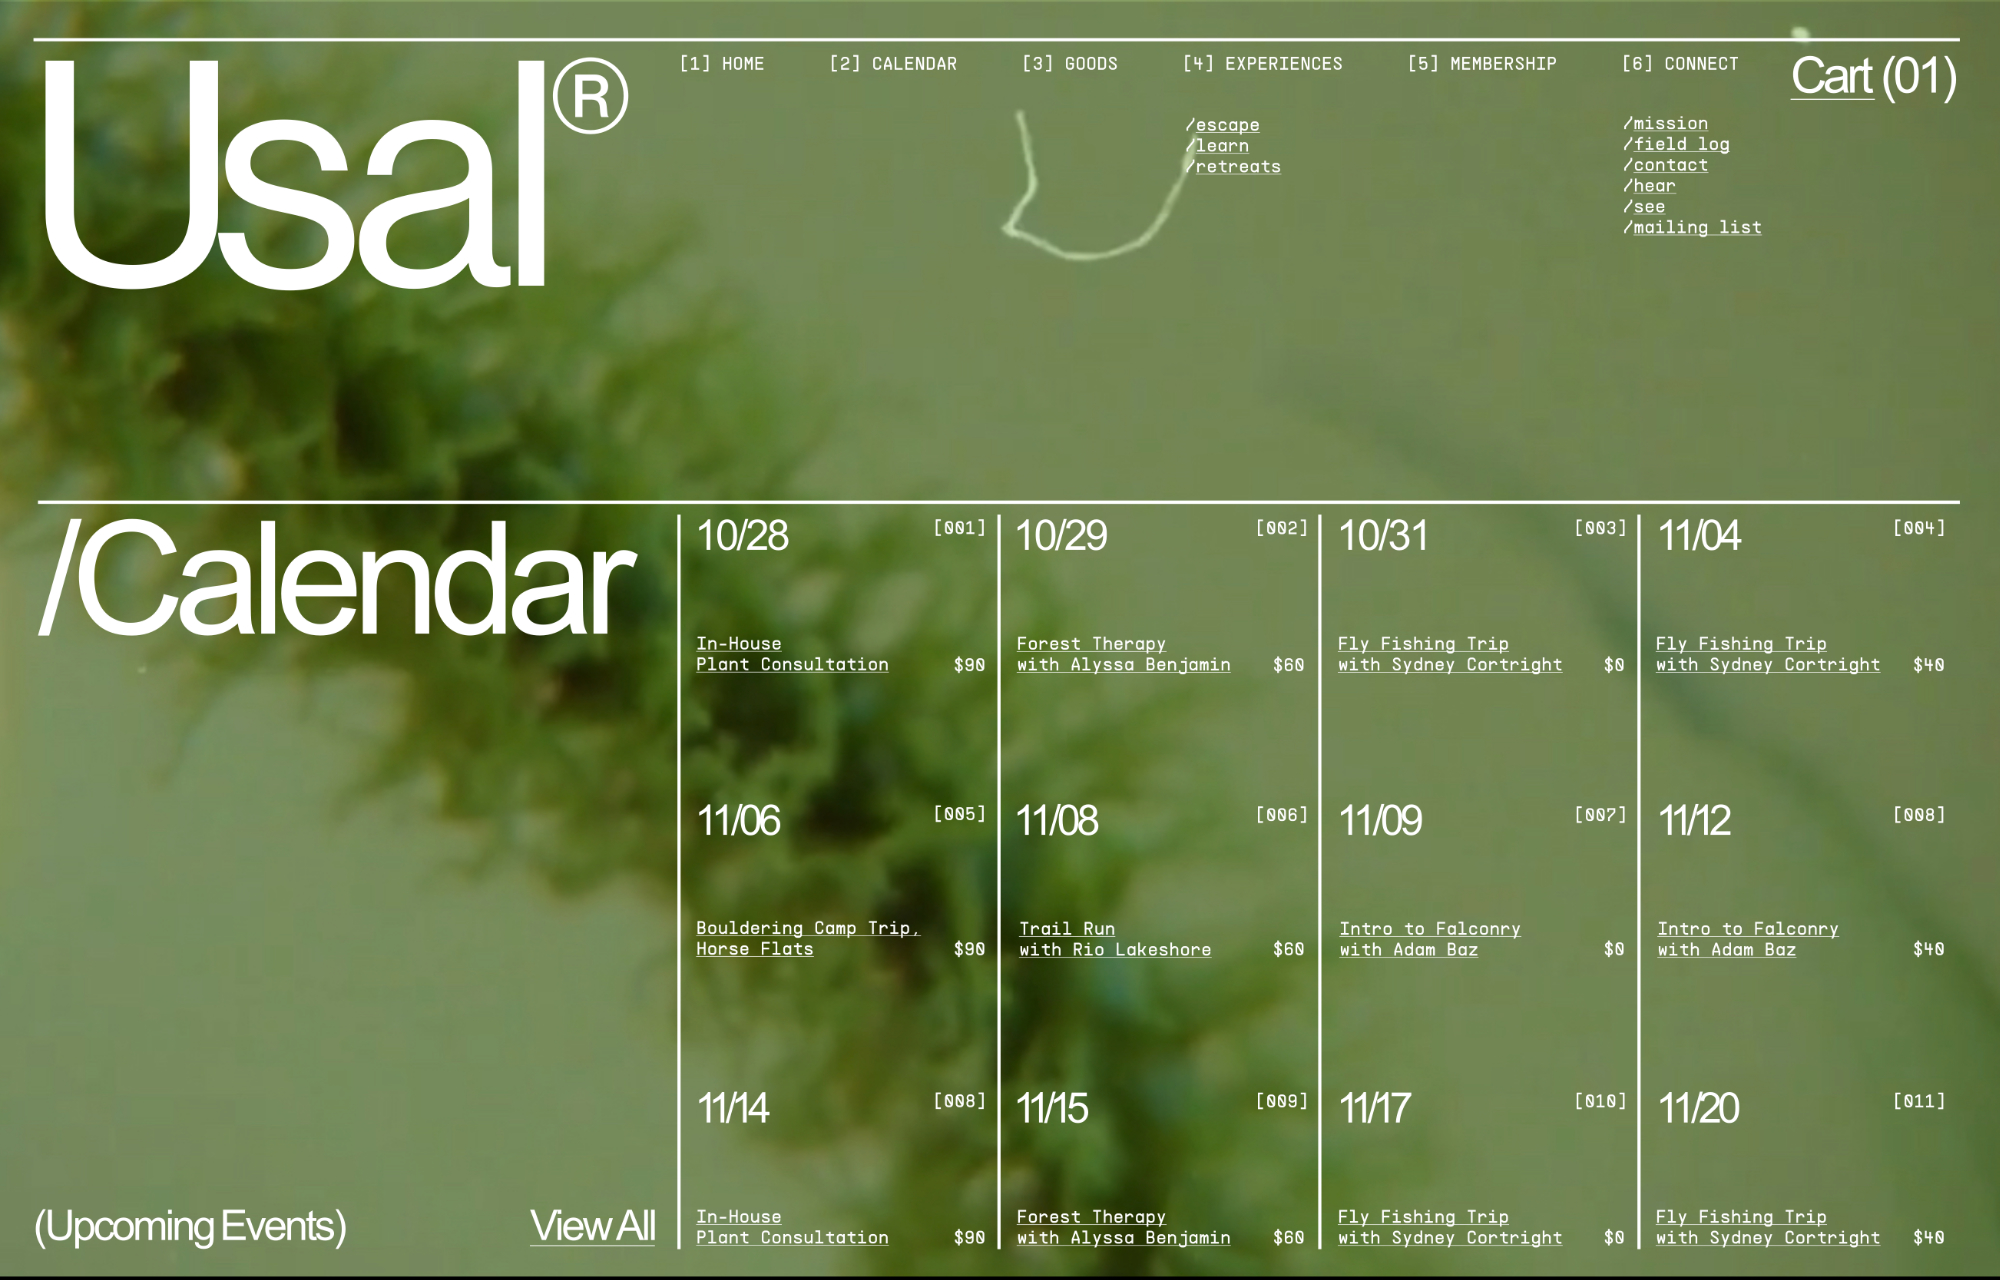 Usal®
[1] HOME
[2] CALENDAR
[3] GOODS
[4] EXPERIENCES
/escape
/learn
/retreats
[5] MEMBERSHIP
[6] CONNECT
/mission
/field log
/contact
/hear
/see
/mailing list
Cart (01)
/Calendar
10/28 [001]
In-House
Plant Consultation $90
10/29 [002]
Forest Therapy
with Alyssa Benjamin $60
10/31 [003]
Fly Fishing Trip
with Sydney Cortright $0
11/04 [004]
Fly Fishing Trip
with Sydney Cortright $40
11/06 [005]
Bouldering Camp Trip,
Horse Flats $90
11/08 [006]
Trail Run
with Rio Lakeshore $60
11/09 [007]
Intro to Falconry
with Adam Baz $0
11/12 [008]
Intro to Falconry
with Adam Baz $40
11/14 [008]
In-House
Plant Consultation $90
11/15 [009]
Forest Therapy
with Alyssa Benjamin $60
11/17 [010]
Fly Fishing Trip
with Sydney Cortright $0
11/20 [011]
Fly Fishing Trip
with Sydney Cortright $40
(Upcoming Events)
View All